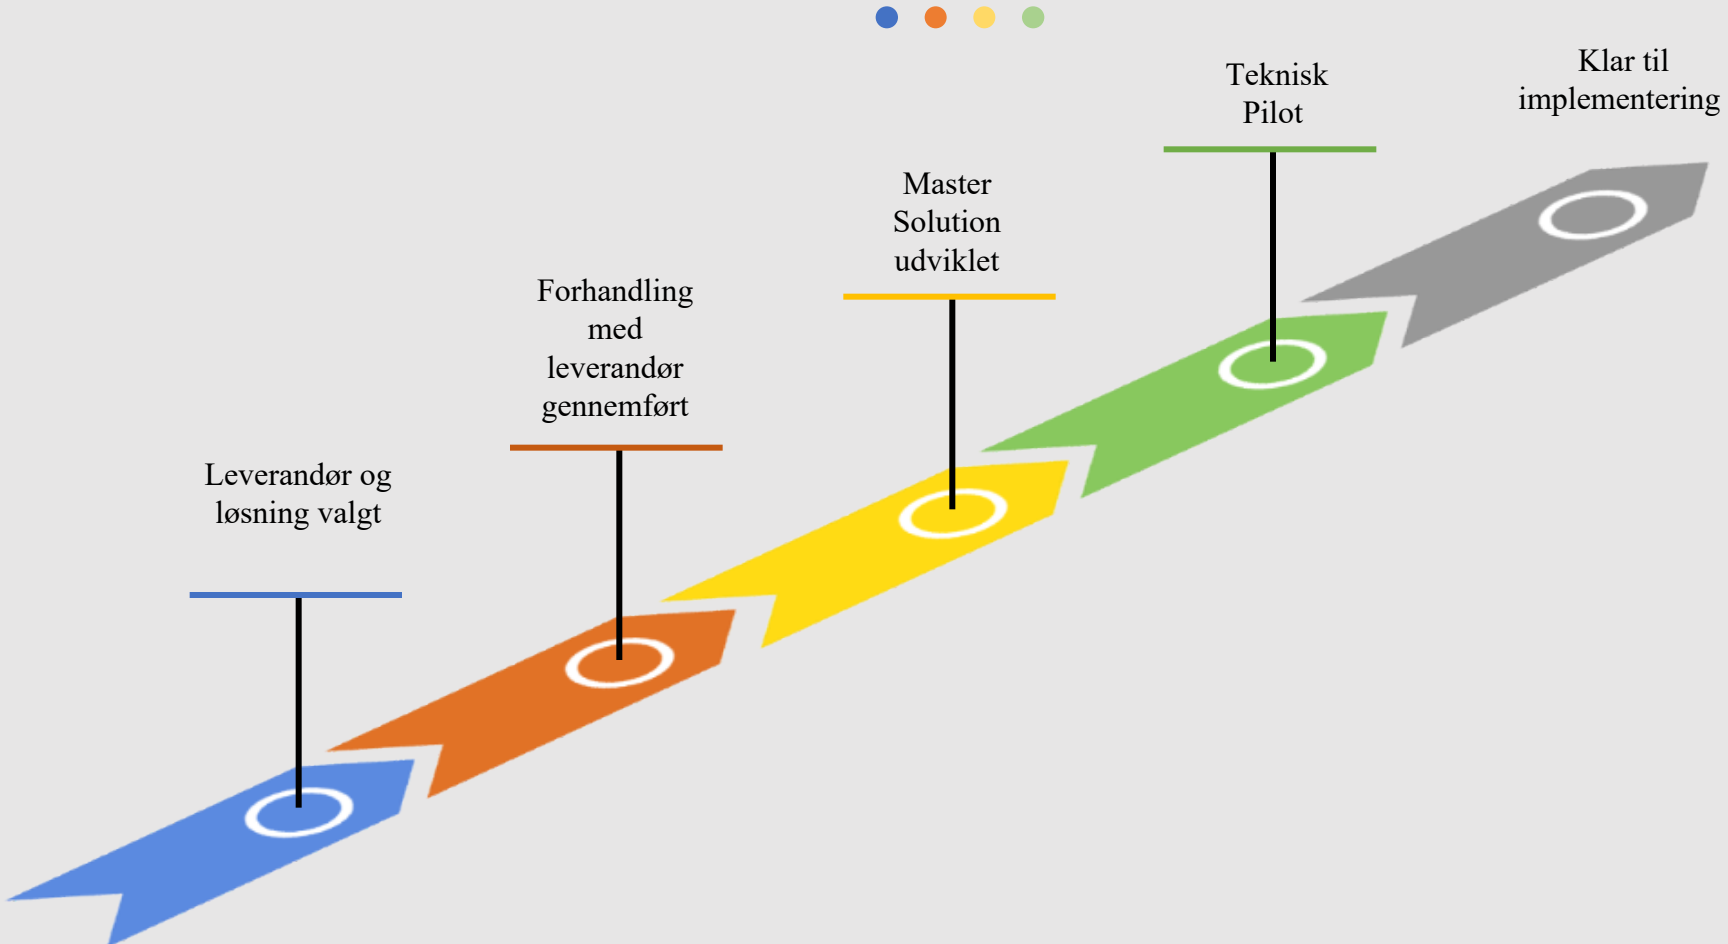 Leverandør og
løsning valgt
Forhandling
med
leverandør
gennemført
Master
Solution
udviklet
Teknisk
Pilot
Klar til
implementering